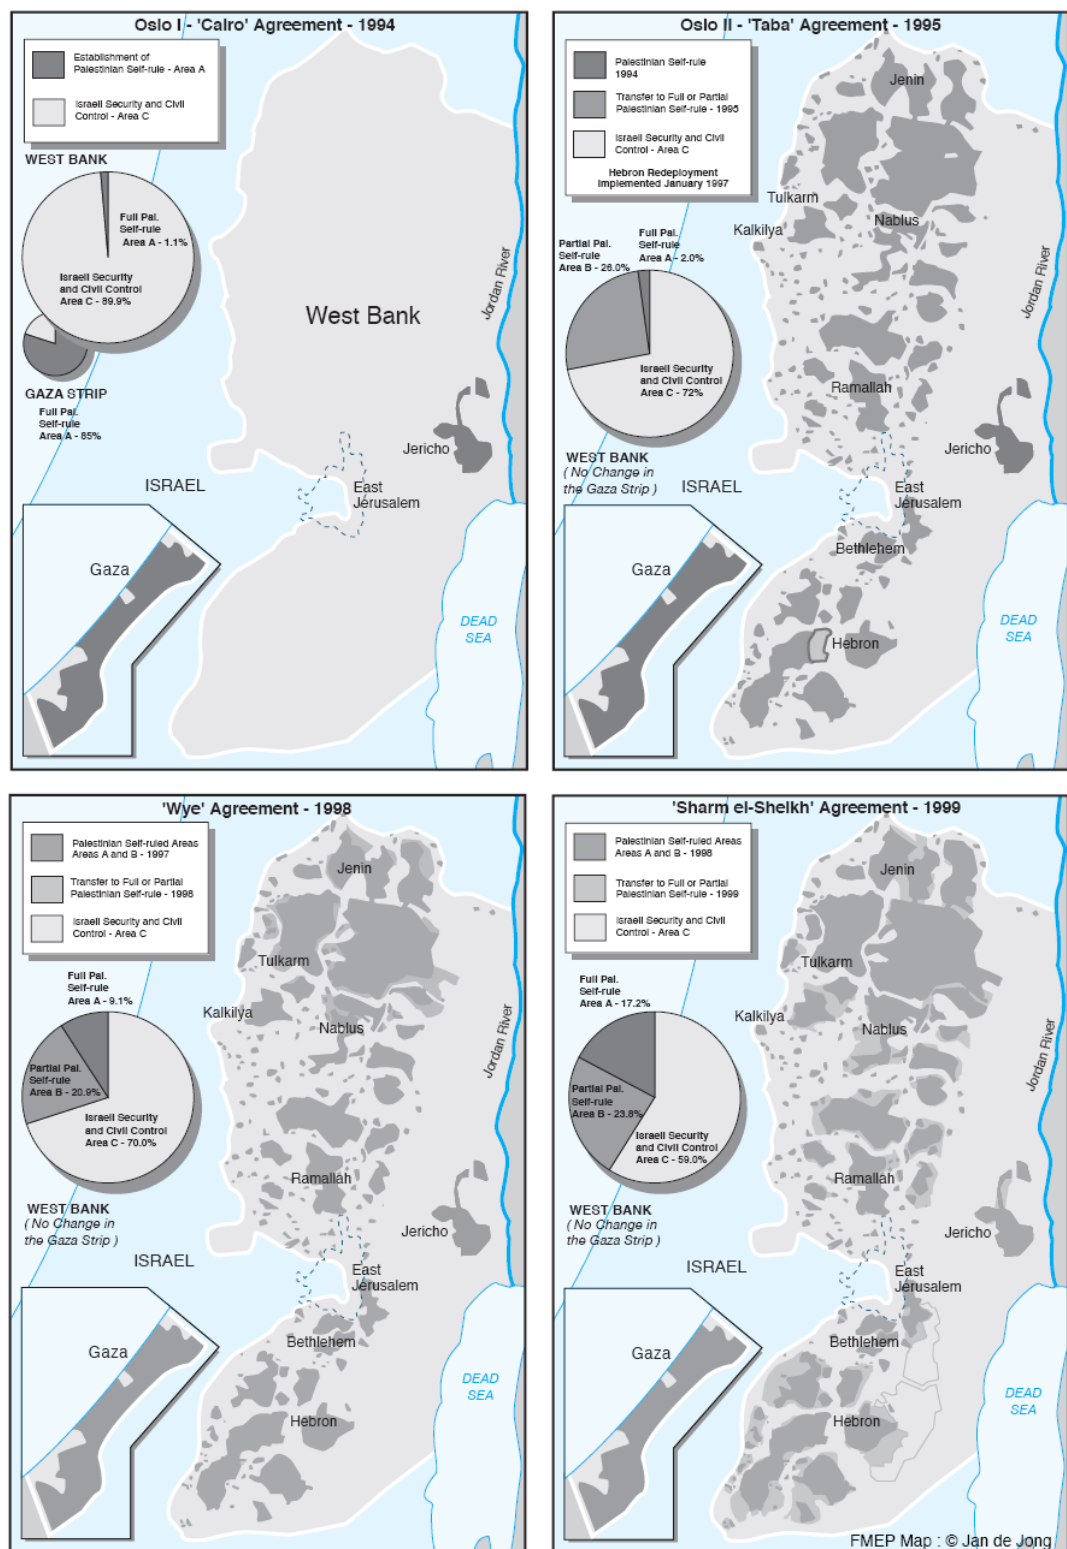 Oslo I - 'Cairo' Agreement - 1994
Establishment of
Palestinian Self-rule - Area A
Israeli Security and Civil
Control - Area C
WEST BANK
Full Pal.
Self-rule
Area A - 1.1%
Israeli Security
and Civil Control
Area C - 89.9%
GAZA STRIP
Full Pal.
Self-rule
Area A - 85%
West Bank
Jordan River
Jericho
ISRAEL
East
Jerusalem
Gaza
DEAD
SEA
Oslo II - 'Taba' Agreement - 1995
Palestinian Self-rule
1994
Transfer to Full or Partial
Palestinian Self-rule - 1995
Israeli Security and Civil
Control - Area C
Hebron Redeployment
Implemented January 1997
Jenin
Tulkarm
Kalkilya
Nablus
Partial Pal.
Self-rule
Area B - 26.0%
Full Pal.
Self-rule
Area A - 2.0%
Israeli Security
and Civil Control
Area C - 72%
WEST BANK
( No Change in
the Gaza Strip )
Jordan River
Ramallah
Jericho
ISRAEL
East
Jerusalem
Bethlehem
Gaza
Hebron
DEAD
SEA
'Wye' Agreement - 1998
Palestinian Self-ruled Areas
Areas A and B - 1997
Transfer to Full or Partial
Palestinian Self-rule - 1998
Israeli Security and Civil
Control - Area C
Jenin
Tulkarm
Kalkilya
Nablus
Full Pal.
Self-rule
Area A - 9.1%
Partial Pal.
Self-rule
Area B - 20.9%
Israeli Security
and Civil Control
Area C - 70.0%
WEST BANK
( No Change in
the Gaza Strip )
Jordan River
Ramallah
Jericho
ISRAEL
East
Jerusalem
Bethlehem
Gaza
Hebron
DEAD
SEA
'Sharm el-Sheikh' Agreement - 1999
Palestinian Self-ruled Areas
Areas A and B - 1998
Transfer to Full or Partial
Palestinian Self-rule - 1999
Israeli Security and Civil
Control - Area C
Jenin
Tulkarm
Kalkilya
Nablus
Full Pal.
Self-rule
Area A - 17.2%
Partial Pal.
Self-rule
Area B - 23.8%
Israeli Security
and Civil Control
Area C - 59.0%
WEST BANK
( No Change in
the Gaza Strip )
Jordan River
Ramallah
Jericho
ISRAEL
East
Jerusalem
Bethlehem
Gaza
Hebron
DEAD
SEA
FMEP Map : © Jan de Jong